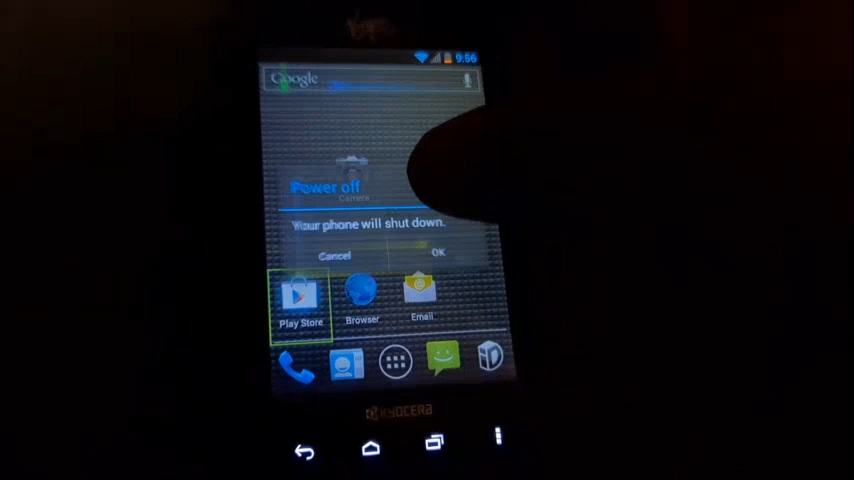 9:56
Google
Power off
Camera
Your phone will shut down.
Cancel
OK
Play Store
Browser
Email
KYOCERA